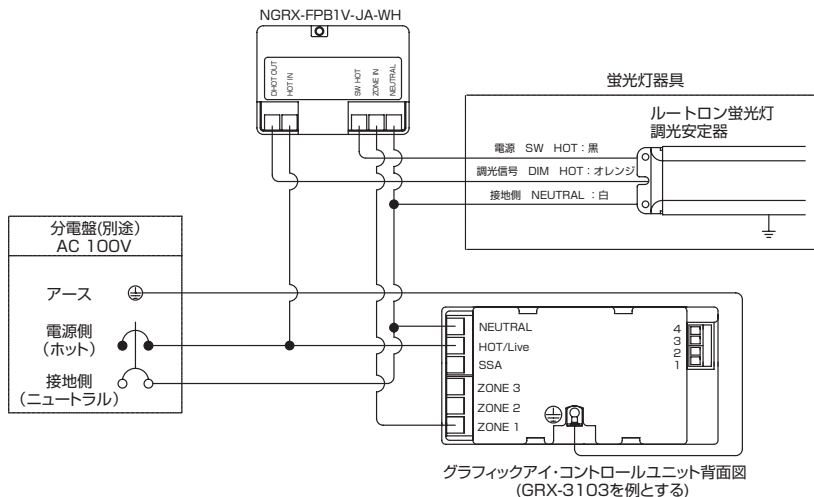 NGRX-FPB1V-JA-WH
DHOT OUT
HOT IN
SW HOT
ZONE IN
NEUTRAL
蛍光灯器具
ルートロン蛍光灯
調光安定器
電源 SW HOT:黒
調光信号 DIM HOT:オレンジ
接地側 NEUTRAL:白
分電盤(別途)
AC 100V
アース
電源側
(ホット)
接地側
(ニュートラル)
NEUTRAL
HOT/Live
SSA
ZONE 3
ZONE 2
ZONE 1
4
3
2
1
グラフィックアイ・コントロールユニット背面図
(GRX-3103を例とする)